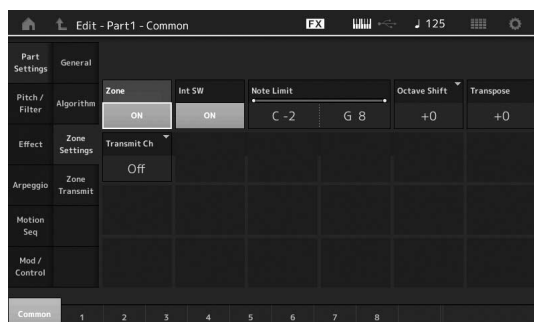 Edit - Part1 - Common FX 125
Part Settings
General
Pitch / Filter
Algorithm
Effect
Zone Settings
Arpeggio
Zone Transmit
Motion Seq
Mod / Control
Zone
ON
Int SW
ON
Note Limit
C -2 G 8
Octave Shift
+0
Transpose
+0
Transmit Ch
Off
Common 1 2 3 4 5 6 7 8